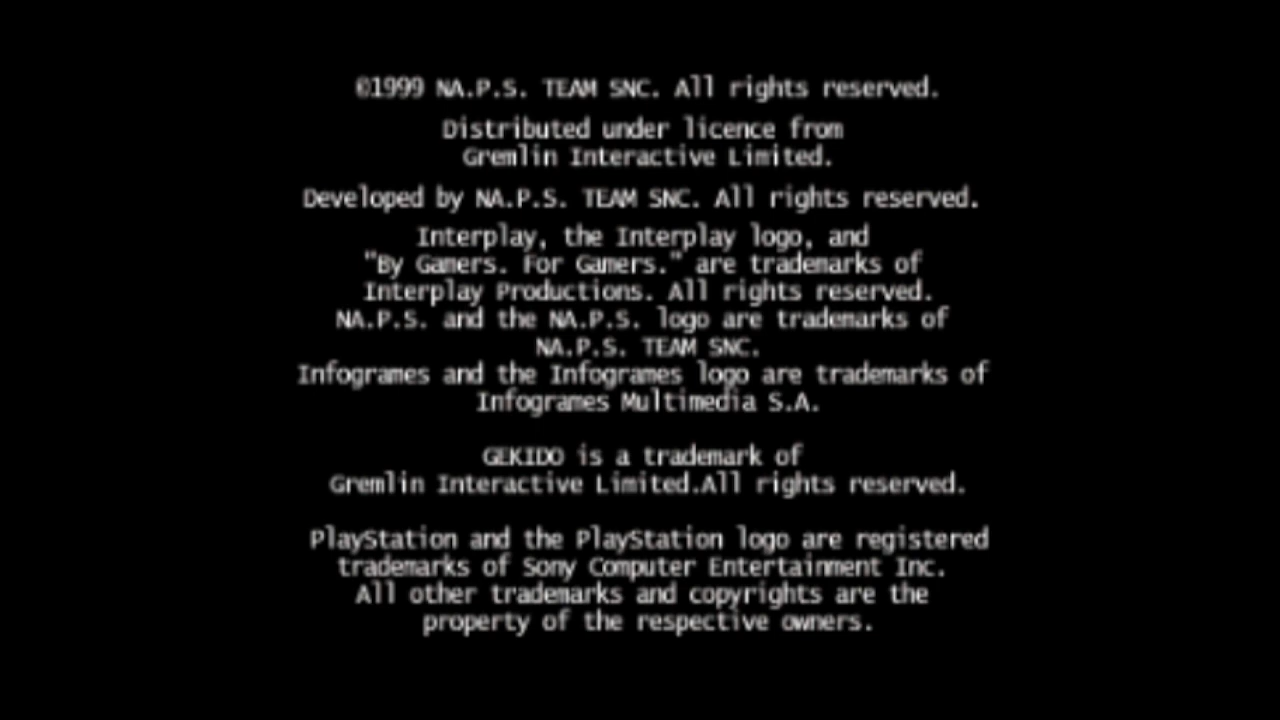 ©1999 NA.P.S. TEAM SNC. All rights reserved.
Distributed under licence from
Gremlin Interactive Limited.
Developed by NA.P.S. TEAM SNC. All rights reserved.
Interplay, the Interplay logo, and
"By Gamers. For Gamers." are trademarks of
Interplay Productions. All rights reserved.
NA.P.S. and the NA.P.S. logo are trademarks of
NA.P.S. TEAM SNC.
Infogrames and the Infogrames logo are trademarks of
Infogrames Multimedia S.A.
GEKIDO is a trademark of
Gremlin Interactive Limited.All rights reserved.
PlayStation and the PlayStation logo are registered
trademarks of Sony Computer Entertainment Inc.
All other trademarks and copyrights are the
property of the respective owners.